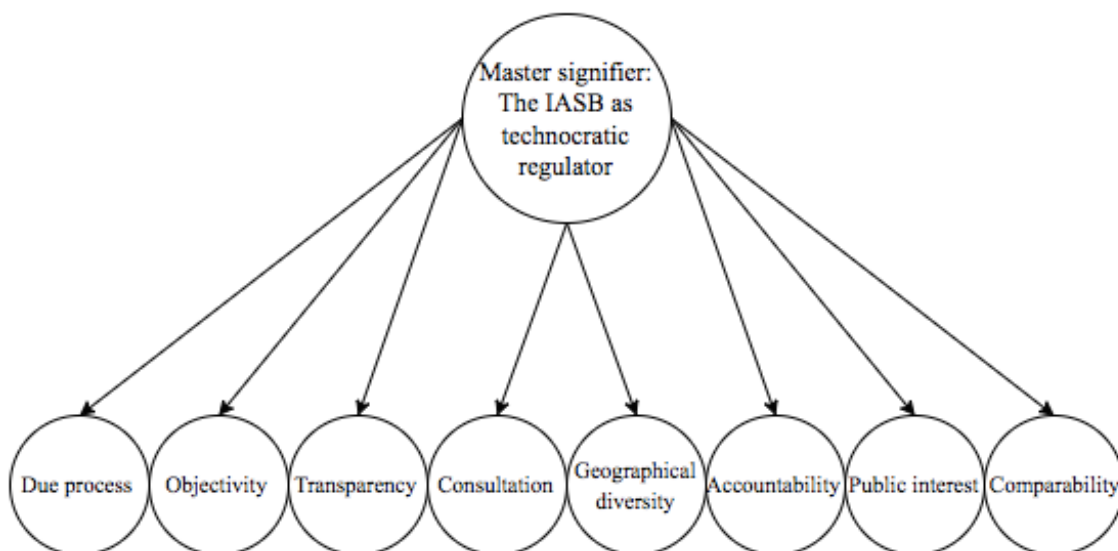 Master signifier:
The IASB as
technocratic
regulator
Due process
Objectivity
Transparency
Consultation
Geographical
diversity
Accountability
Public interest
Comparability